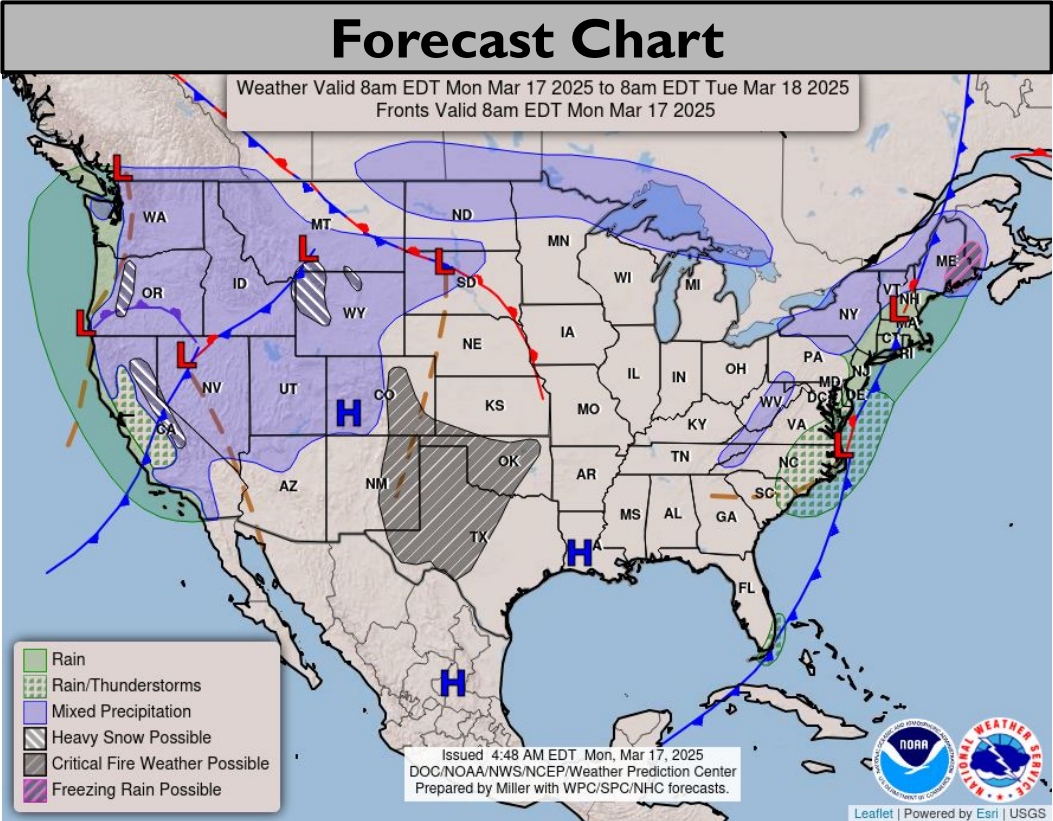 Forecast Chart
Weather Valid 8am EDT Mon Mar 17 2025 to 8am EDT Tue Mar 18 2025
Fronts Valid 8am EDT Mon Mar 17 2025
L
WA
MT
ND
MN
ME
L
L
OR
ID
SD
WI
MI
VT
NH
L
WY
NY
MA
L
L
NE
IA
CT
RI
NV
UT
CO
H
IL
IN
OH
PA
NJ
MD
DE
DC
CA
KS
MO
KY
WV
VA
L
AZ
NM
OK
AR
TN
NC
SC
TX
MS
AL
GA
H
A
FL
H
Rain
Rain/Thunderstorms
Mixed Precipitation
Heavy Snow Possible
Critical Fire Weather Possible
Freezing Rain Possible
Issued 4:48 AM EDT Mon, Mar 17, 2025
DOC/NOAA/NWS/NCEP/Weather Prediction Center
Prepared by Miller with WPC/SPC/NHC forecasts.
NOAA
NATIONAL WEATHER SERVICE
Leaflet | Powered by Esri | USGS